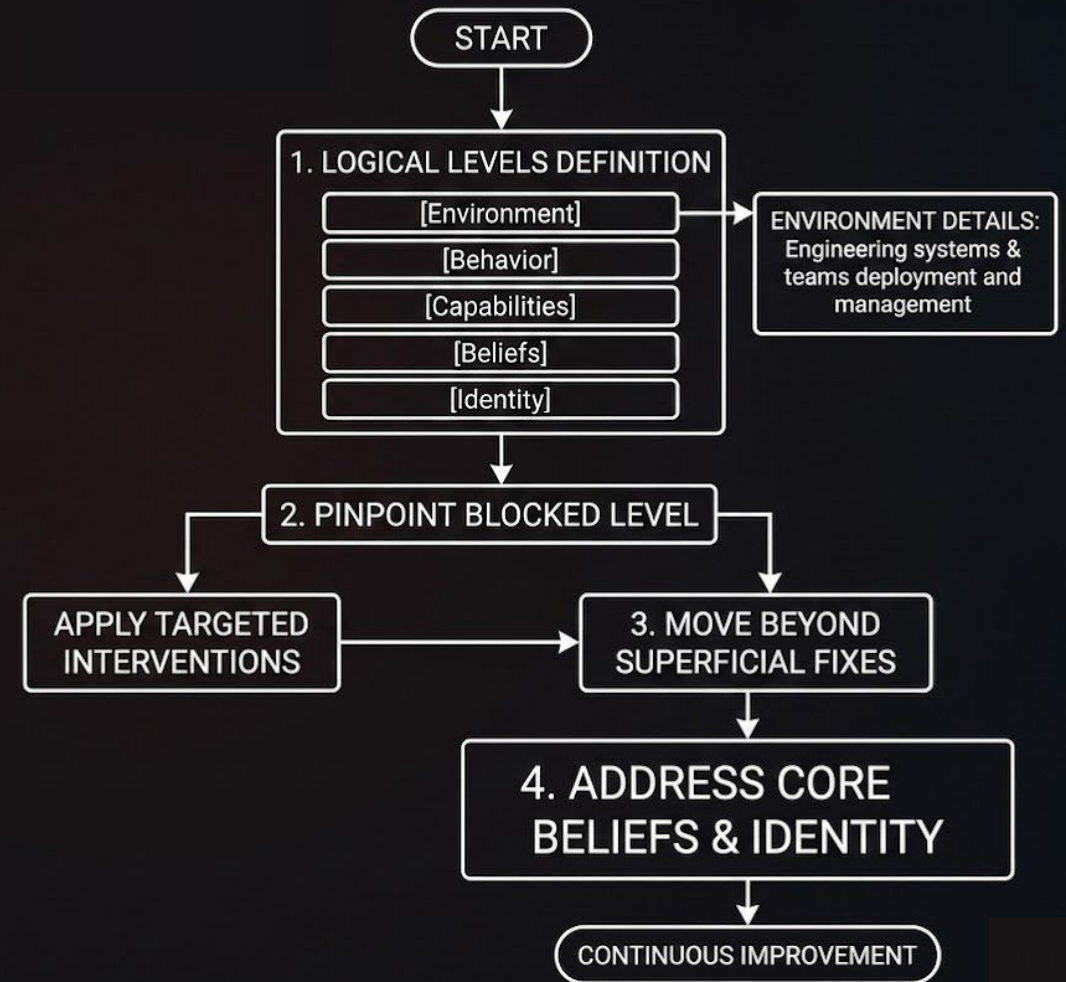 START
1. LOGICAL LEVELS DEFINITION
[Environment]
[Behavior]
[Capabilities]
[Beliefs]
[Identity]
ENVIRONMENT DETAILS:
Engineering systems &
teams deployment and
management
2. PINPOINT BLOCKED LEVEL
APPLY TARGETED
INTERVENTIONS
3. MOVE BEYOND
SUPERFICIAL FIXES
4. ADDRESS CORE
BELIEFS & IDENTITY
CONTINUOUS IMPROVEMENT